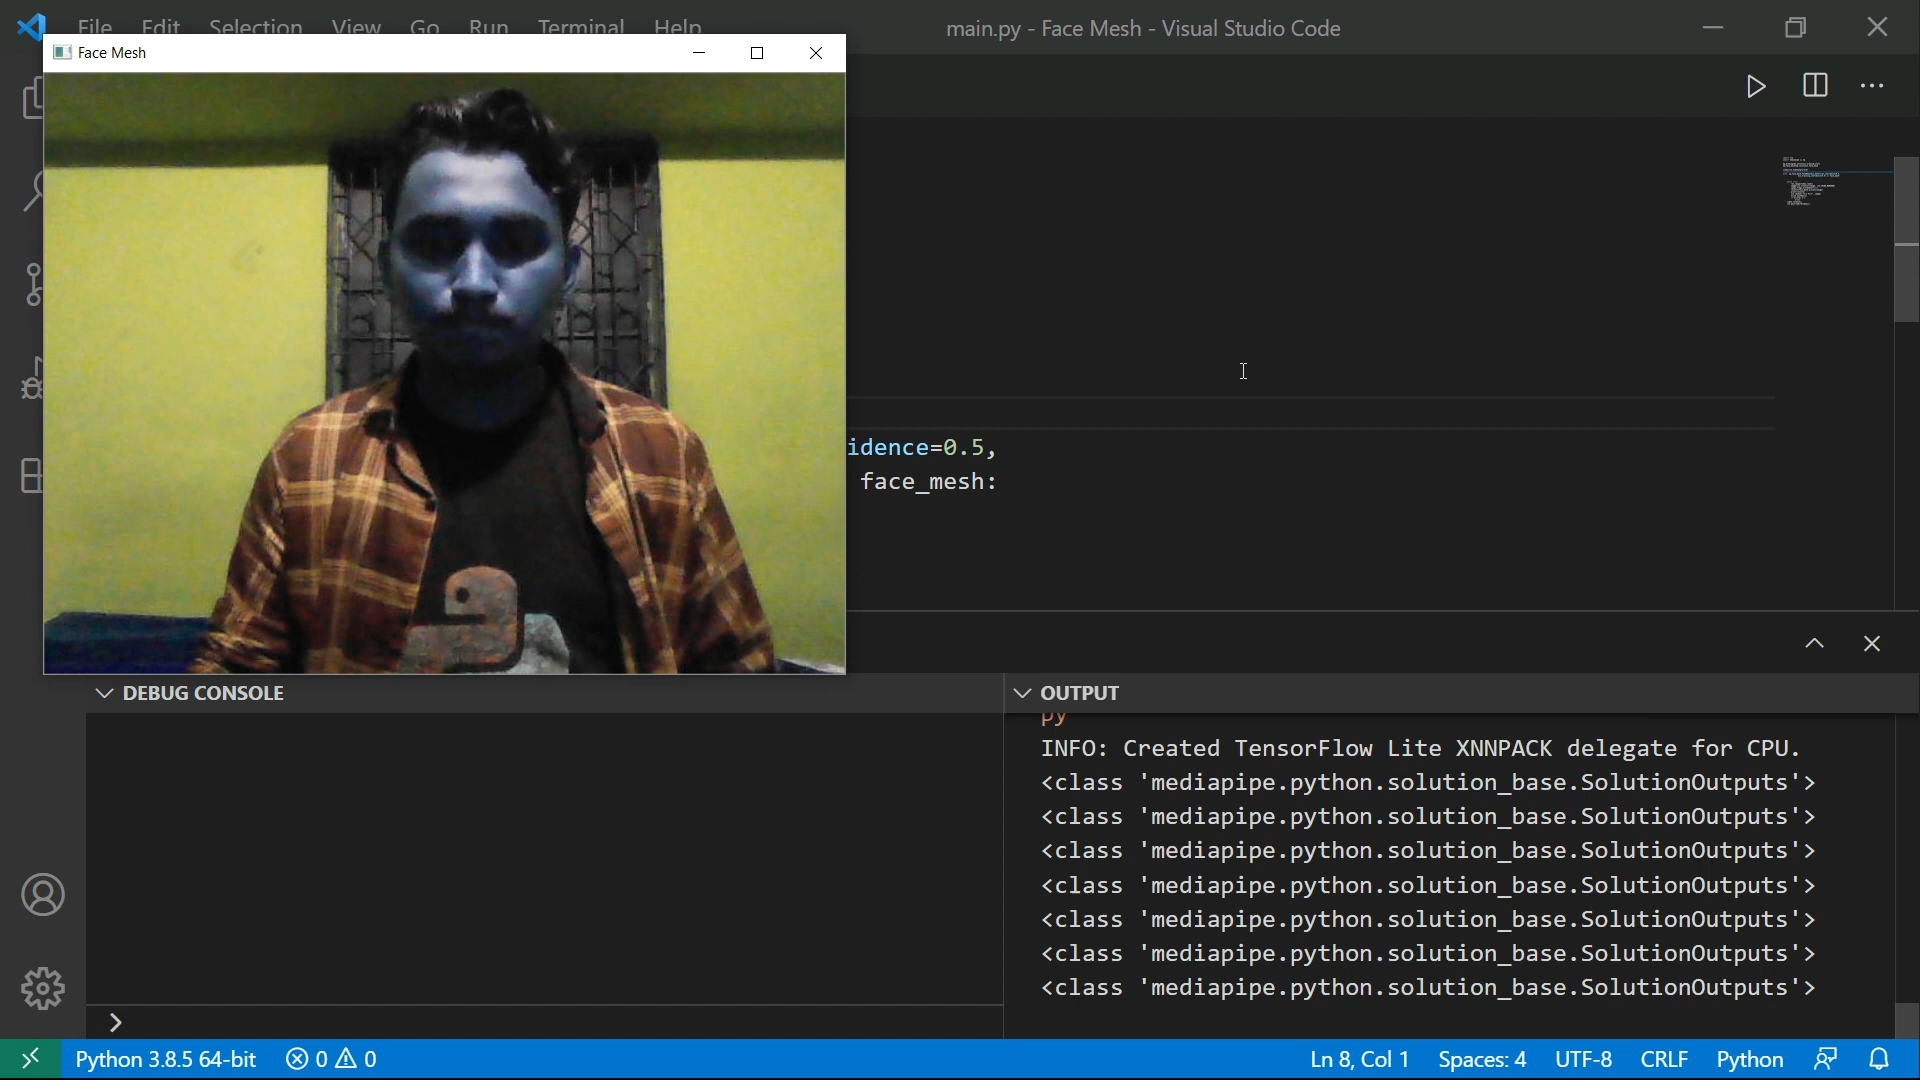 File Edit Selection View Go Run Terminal Help
main.py - Face Mesh - Visual Studio Code
Face Mesh
idence=0.5,
face_mesh:
DEBUG CONSOLE
OUTPUT
py
INFO: Created TensorFlow Lite XNNPACK delegate for CPU.
<class 'mediapipe.python.solution_base.SolutionOutputs'>
<class 'mediapipe.python.solution_base.SolutionOutputs'>
<class 'mediapipe.python.solution_base.SolutionOutputs'>
<class 'mediapipe.python.solution_base.SolutionOutputs'>
<class 'mediapipe.python.solution_base.SolutionOutputs'>
<class 'mediapipe.python.solution_base.SolutionOutputs'>
<class 'mediapipe.python.solution_base.SolutionOutputs'>
Python 3.8.5 64-bit 0 0 Ln 8, Col 1 Spaces: 4 UTF-8 CRLF Python